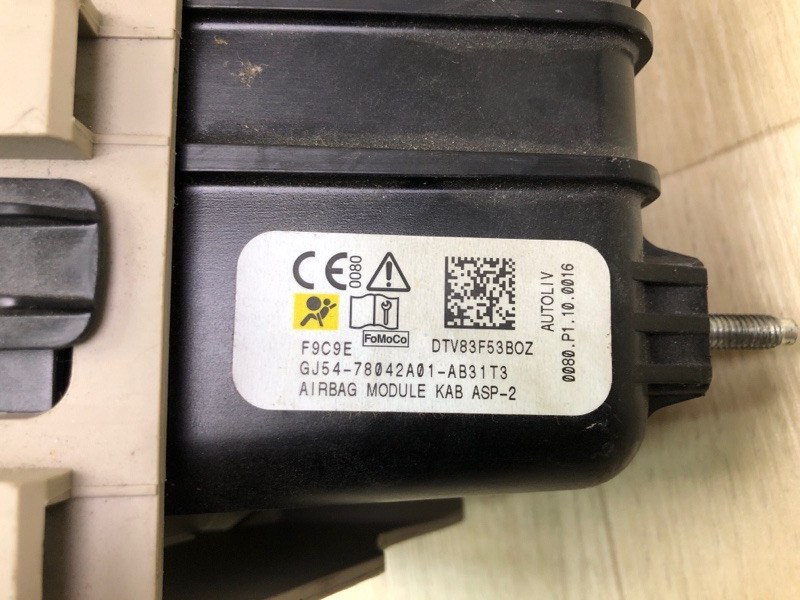 CE 0080
FoMoCo
F9C9E DTV83F53BOZ
GJ54-78042A01-AB31T3
AIRBAG MODULE KAB ASP-2
AUTOLIV
0080.P1.10.0016